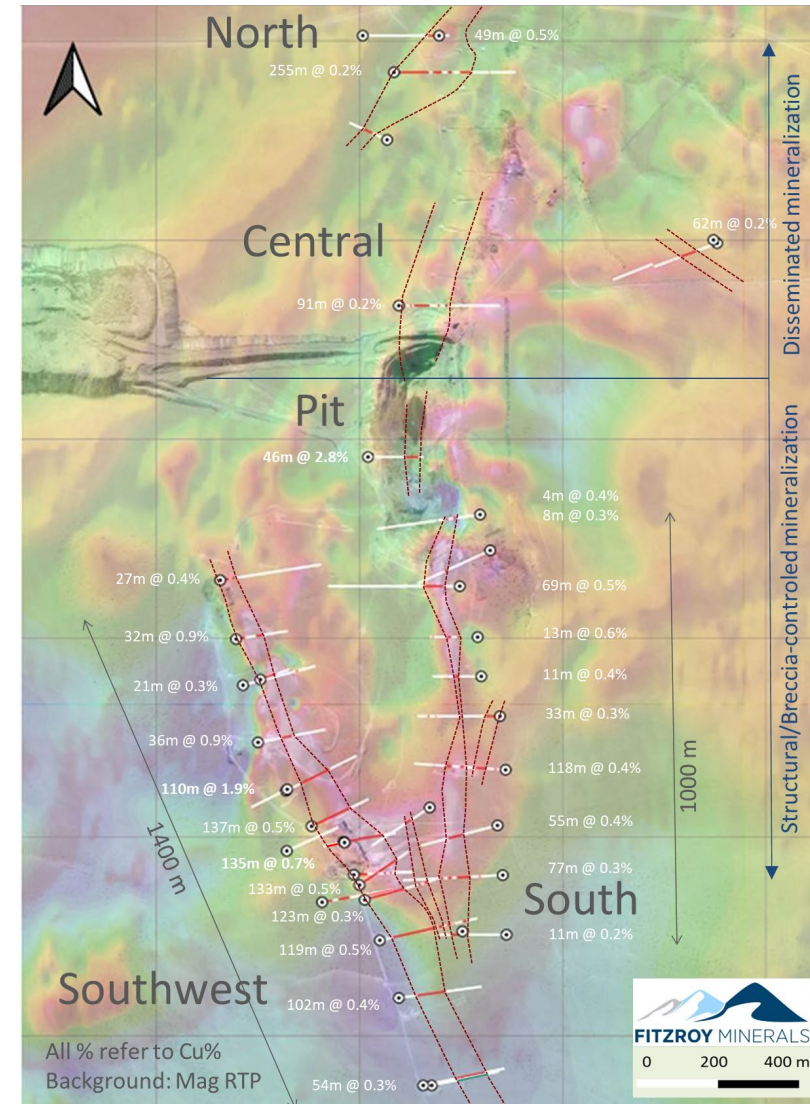 North
49m @ 0.5%
255m @ 0.2%
Disseminated mineralization
62m @ 0.2%
Central
91m @ 0.2%
Pit
46m @ 2.8%
Structural/Breccia-controled mineralization
4m @ 0.4%
8m @ 0.3%
27m @ 0.4%
69m @ 0.5%
32m @ 0.9%
13m @ 0.6%
11m @ 0.4%
21m @ 0.3%
33m @ 0.3%
36m @ 0.9%
118m @ 0.4%
110m @ 1.9%
1000 m
137m @ 0.5%
55m @ 0.4%
1400 m
135m @ 0.7%
77m @ 0.3%
133m @ 0.5%
South
123m @ 0.3%
11m @ 0.2%
119m @ 0.5%
Southwest
102m @ 0.4%
All % refer to Cu%
Background: Mag RTP
54m @ 0.3%
FITZROY MINERALS
0 200 400 m